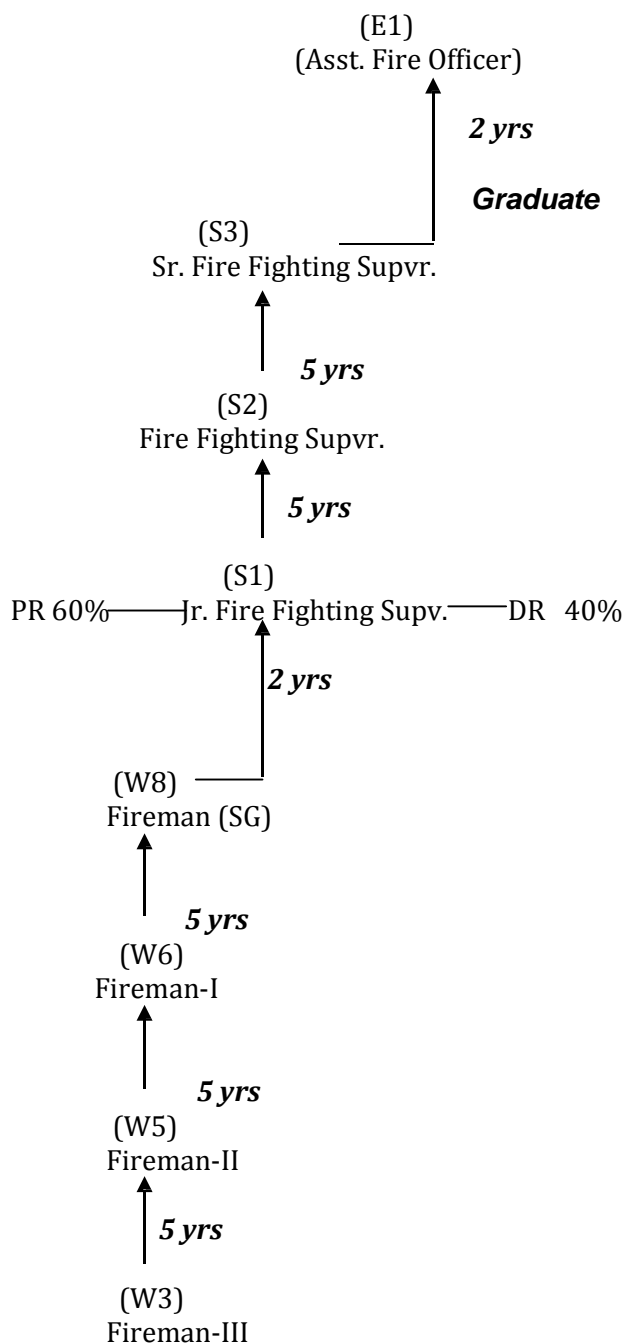 (E1)
(Asst. Fire Officer)
2 yrs
Graduate
(S3)
Sr. Fire Fighting Supvr.
5 yrs
(S2)
Fire Fighting Supvr.
5 yrs
(S1)
PR 60% Jr. Fire Fighting Supv. DR 40%
2 yrs
(W8)
Fireman (SG)
5 yrs
(W6)
Fireman-I
5 yrs
(W5)
Fireman-II
5 yrs
(W3)
Fireman-III